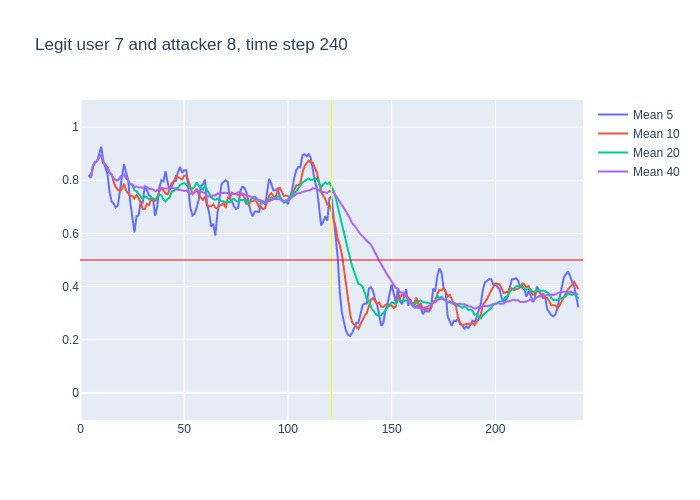 Legit user 7 and attacker 8, time step 240
Mean 5
Mean 10
Mean 20
Mean 40
1
0.8
0.6
0.4
0.2
0
0 50 100 150 200